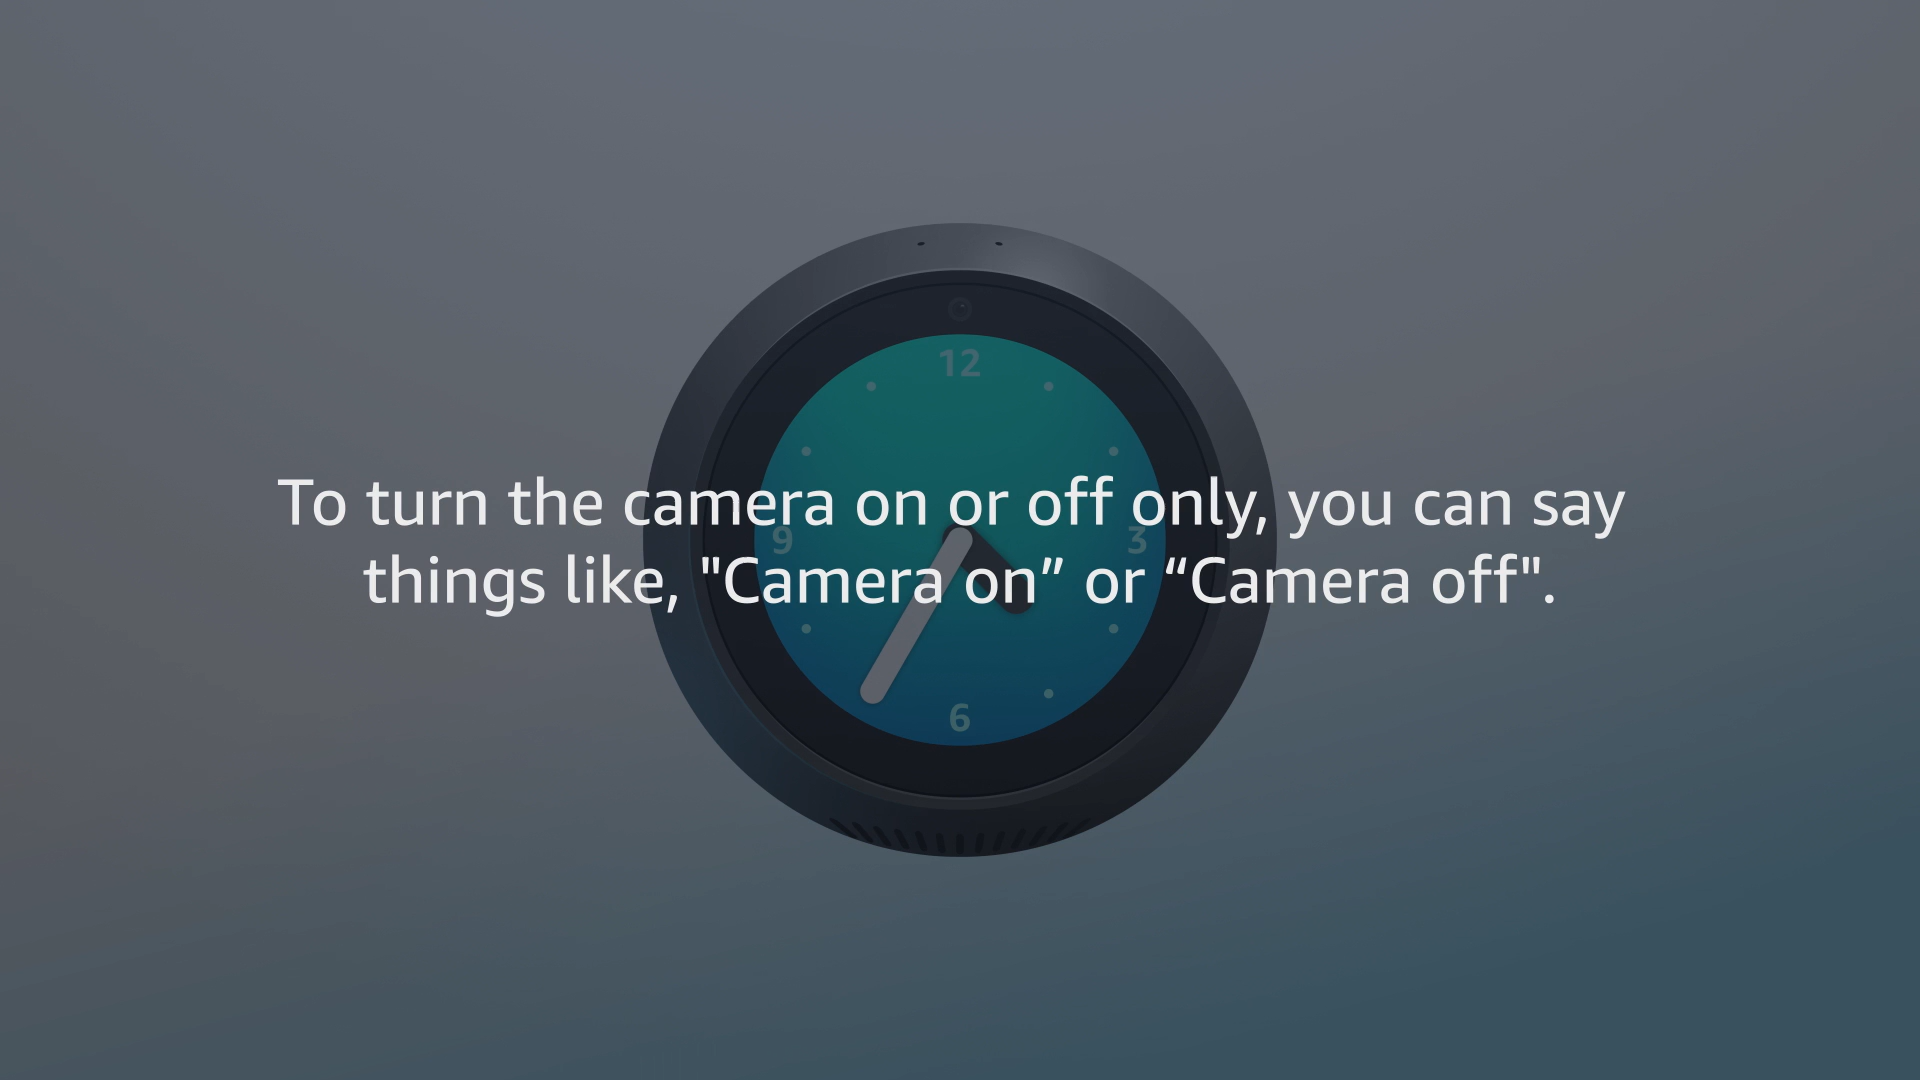 12
To turn the camera on or off only, you can say
9 3
things like, "Camera on” or “Camera off".
6